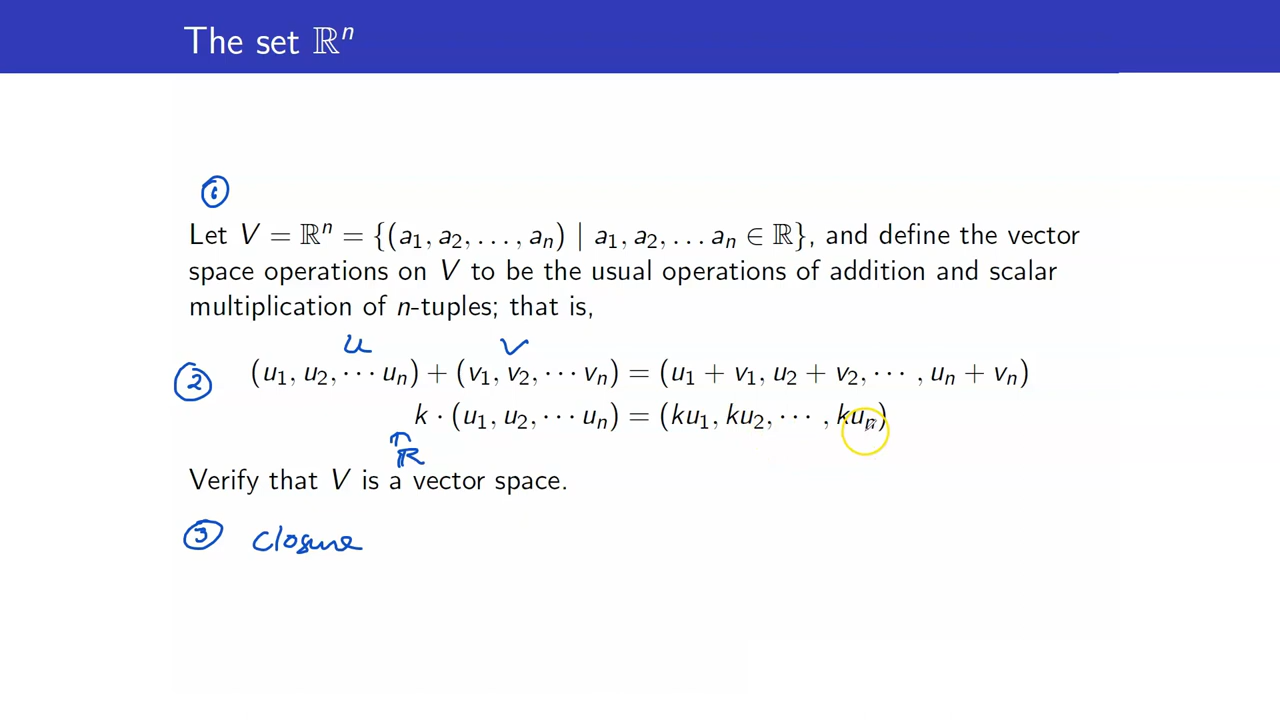 The set ℝⁿ
①
Let V = ℝⁿ = {(a₁, a₂, . . . , aₙ) | a₁, a₂, . . . aₙ ∈ ℝ}, and define the vector
space operations on V to be the usual operations of addition and scalar
multiplication of n-tuples; that is,
u v
② (u₁, u₂, ⋯ uₙ) + (v₁, v₂, ⋯ vₙ) = (u₁ + v₁, u₂ + v₂, ⋯ , uₙ + vₙ)
k · (u₁, u₂, ⋯ uₙ) = (ku₁, ku₂, ⋯ , kuₙ)
↑ ℝ
Verify that V is a vector space.
③ closure